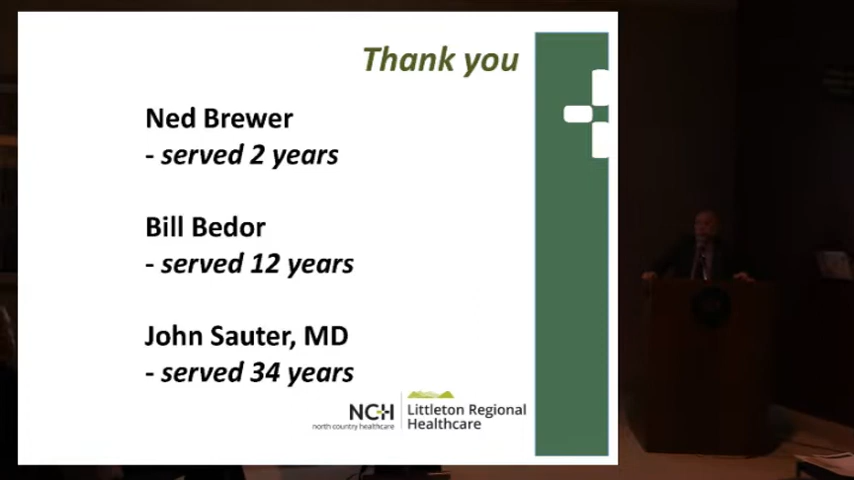 Thank you
Ned Brewer
- served 2 years
Bill Bedor
- served 12 years
John Sauter, MD
- served 34 years
NCH
north country healthcare
Littleton Regional
Healthcare